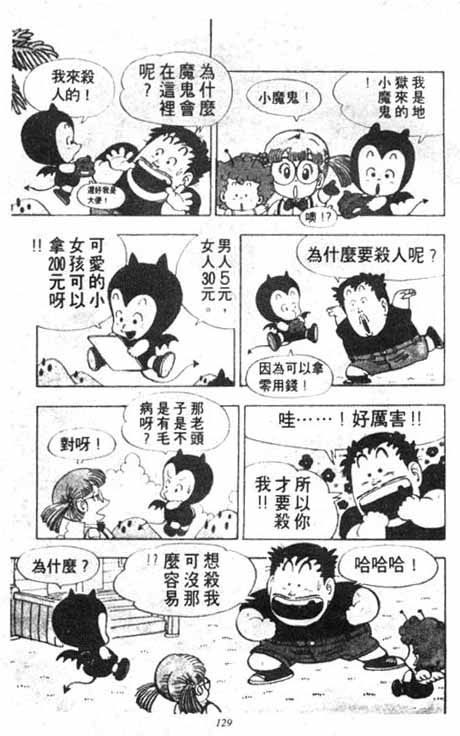 我是地
獄來的
小魔鬼
！
小魔鬼！
噢!?
為什麼
魔鬼會
在這裡
呢？
我來殺
人的！
還好我是
大便！
為什麼要殺人呢？
因為可以拿
零用錢！
男人5元，
女人30元。
可愛的小
女孩可以
拿200元呀
!!
哇……！好厲害!!
所以你
才要殺
我!!
那老頭
子是不
是有毛
病呀？
對呀！
哈哈哈！
想殺我
可沒那
麼容易
!?
為什麼？
129